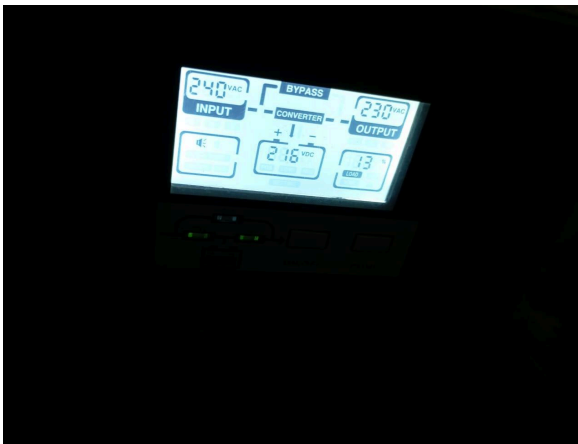 240 VAC
BYPASS
INPUT
CONVERTER
230 VAC
OUTPUT
+ -
216 VDC
13 %
LOAD